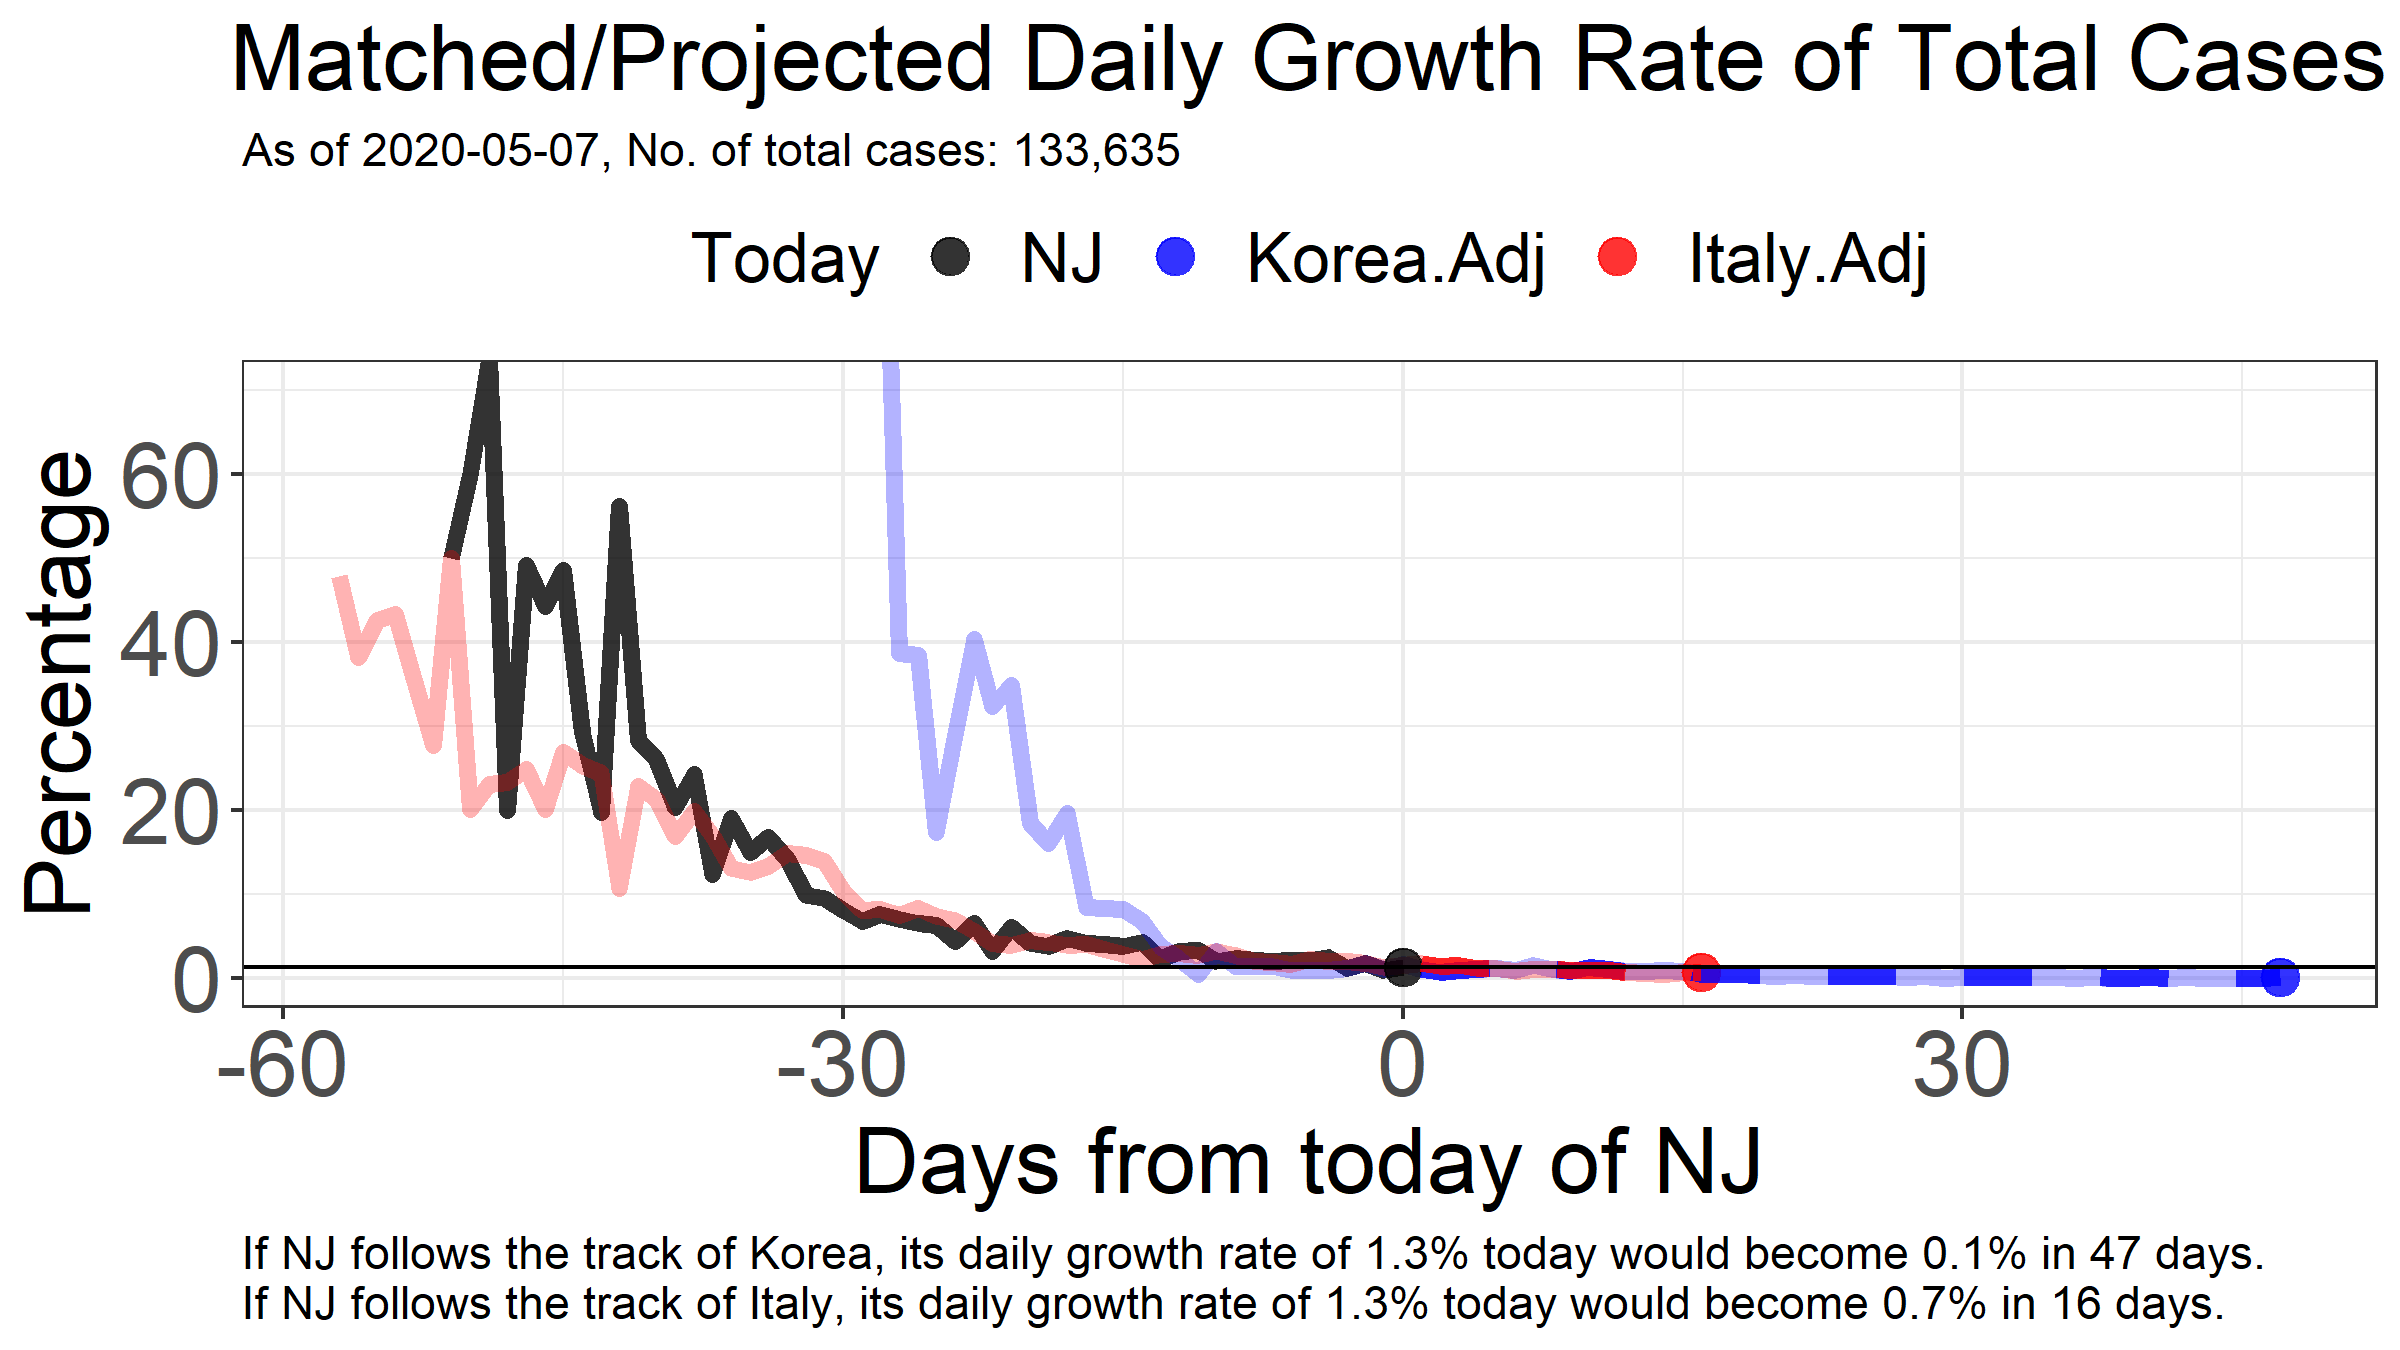 Matched/Projected Daily Growth Rate of Total Cases
As of 2020-05-07, No. of total cases: 133,635
Today NJ Korea.Adj Italy.Adj
Percentage
60
40
20
0
-60 -30 0 30
Days from today of NJ
If NJ follows the track of Korea, its daily growth rate of 1.3% today would become 0.1% in 47 days.
If NJ follows the track of Italy, its daily growth rate of 1.3% today would become 0.7% in 16 days.